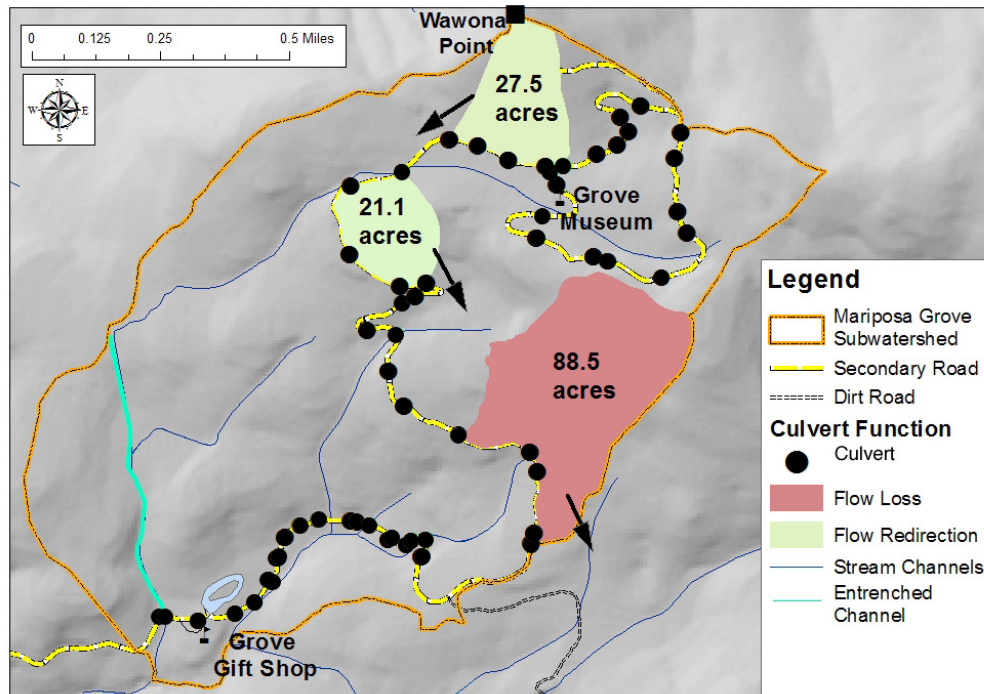 Wawona
Point
0 0.125 0.25 0.5 Miles
N
W E
S
27.5
acres
Grove
Museum
21.1
acres
88.5
acres
Grove
Gift Shop
Legend
Mariposa Grove
Subwatershed
Secondary Road
Dirt Road
Culvert Function
Culvert
Flow Loss
Flow Redirection
Stream Channels
Entrenched
Channel